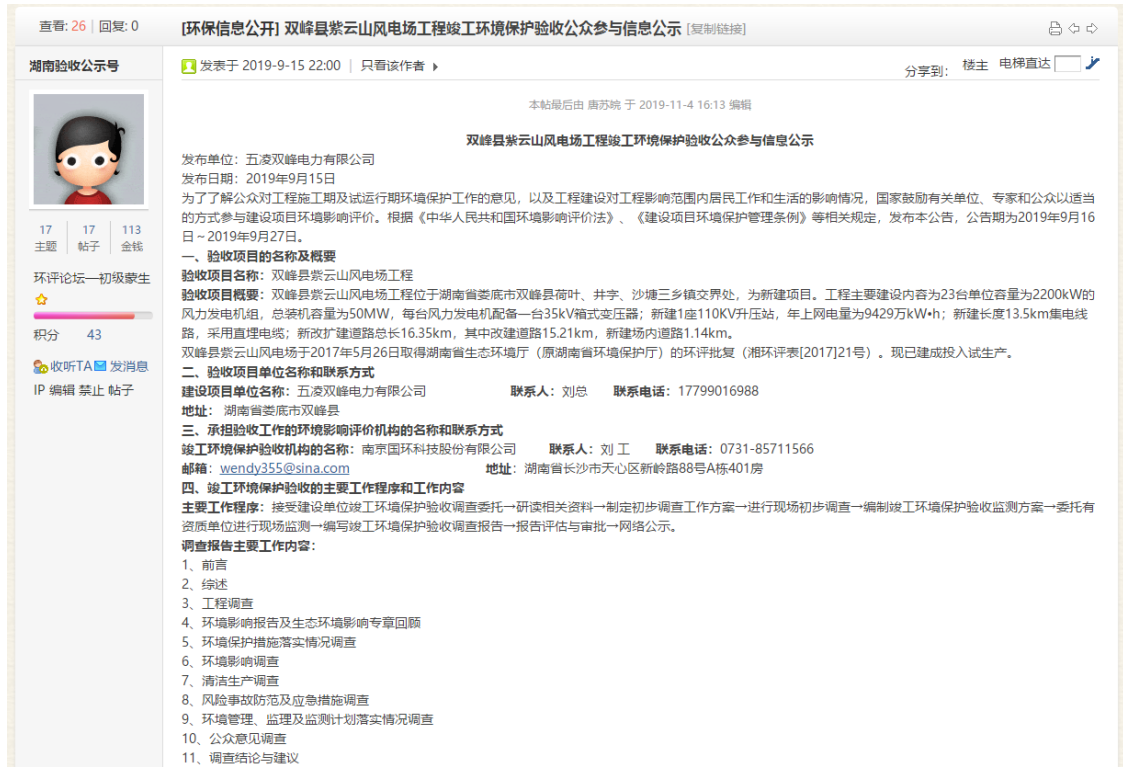 查看: 26 | 回复: 0
[环保信息公开] 双峰县紫云山风电场工程竣工环境保护验收公众参与信息公示 [复制链接]
湖南验收公示号
发表于 2019-9-15 22:00 | 只看该作者
分享到: 楼主 电梯直达
本帖最后由 唐苏皖 于 2019-11-4 16:13 编辑
双峰县紫云山风电场工程竣工环境保护验收公众参与信息公示
发布单位：五凌双峰电力有限公司
发布日期：2019年9月15日
为了了解公众对工程施工期及试运行期环境保护工作的意见，以及工程建设对工程影响范围内居民工作和生活的影响情况，国家鼓励有关单位、专家和公众以适当
的方式参与建设项目环境影响评价。根据《中华人民共和国环境影响评价法》、《建设项目环境保护管理条例》等相关规定，发布本公告，公告期为2019年9月16
日~2019年9月27日。
一、验收项目的名称及概要
验收项目名称：双峰县紫云山风电场工程
验收项目概要：双峰县紫云山风电场工程位于湖南省娄底市双峰县荷叶、井字、沙塘三乡镇交界处，为新建项目。工程主要建设内容为23台单位容量为2200kW的
风力发电机组，总装机容量为50MW，每台风力发电机配备一台35kV箱式变压器；新建1座110KV升压站，年上网电量为9429万kW•h；新建长度13.5km集电线
路，采用直埋电缆；新改扩建道路总长16.35km，其中改建道路15.21km，新建场内道路1.14km。
双峰县紫云山风电场于2017年5月26日取得湖南省生态环境厅（原湖南省环境保护厅）的环评批复（湘环评表[2017]21号）。现已建成投入试生产。
二、验收项目单位名称和联系方式
建设项目单位名称：五凌双峰电力有限公司 联系人：刘总 联系电话：17799016988
地址： 湖南省娄底市双峰县
三、承担验收工作的环境影响评价机构的名称和联系方式
竣工环境保护验收机构的名称：南京国环科技股份有限公司 联系人：刘 工 联系电话：0731-85711566
邮箱：wendy355@sina.com 地址：湖南省长沙市天心区新岭路88号A栋401房
四、竣工环境保护验收的主要工作程序和工作内容
主要工作程序：接受建设单位竣工环境保护验收调查委托→研读相关资料→制定初步调查工作方案→进行现场初步调查→编制竣工环境保护验收监测方案→委托有
资质单位进行现场监测→编写竣工环境保护验收调查报告→报告评估与审批→网络公示。
调查报告主要工作内容：
1、前言
2、综述
3、工程调查
4、环境影响报告及生态环境影响专章回顾
5、环境保护措施落实情况调查
6、环境影响调查
7、清洁生产调查
8、风险事故防范及应急措施调查
9、环境管理、监理及监测计划落实情况调查
10、公众意见调查
11、调查结论与建议
17 17 113
主题 帖子 金钱
环评论坛—初级蒙生
积分 43
收听TA 发消息
IP 编辑 禁止 帖子